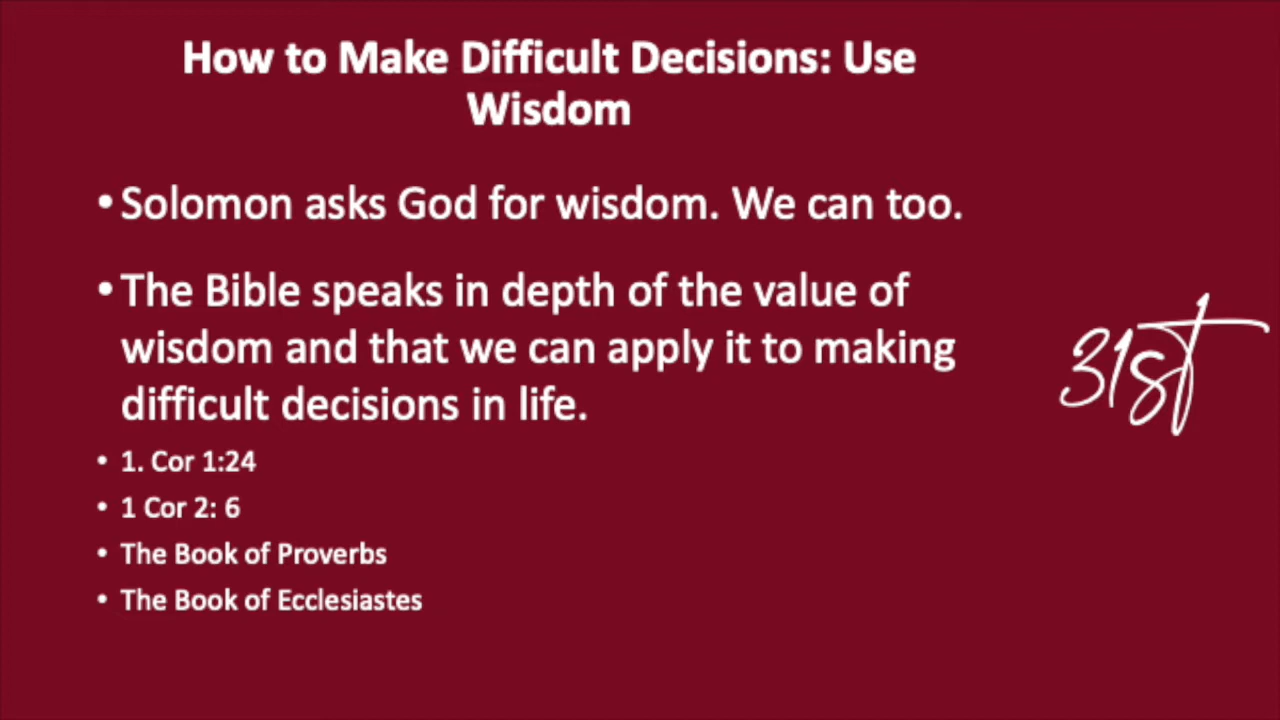 How to Make Difficult Decisions: Use
Wisdom
• Solomon asks God for wisdom. We can too.
• The Bible speaks in depth of the value of
wisdom and that we can apply it to making
difficult decisions in life.
• 1. Cor 1:24
• 1 Cor 2: 6
• The Book of Proverbs
• The Book of Ecclesiastes
31st